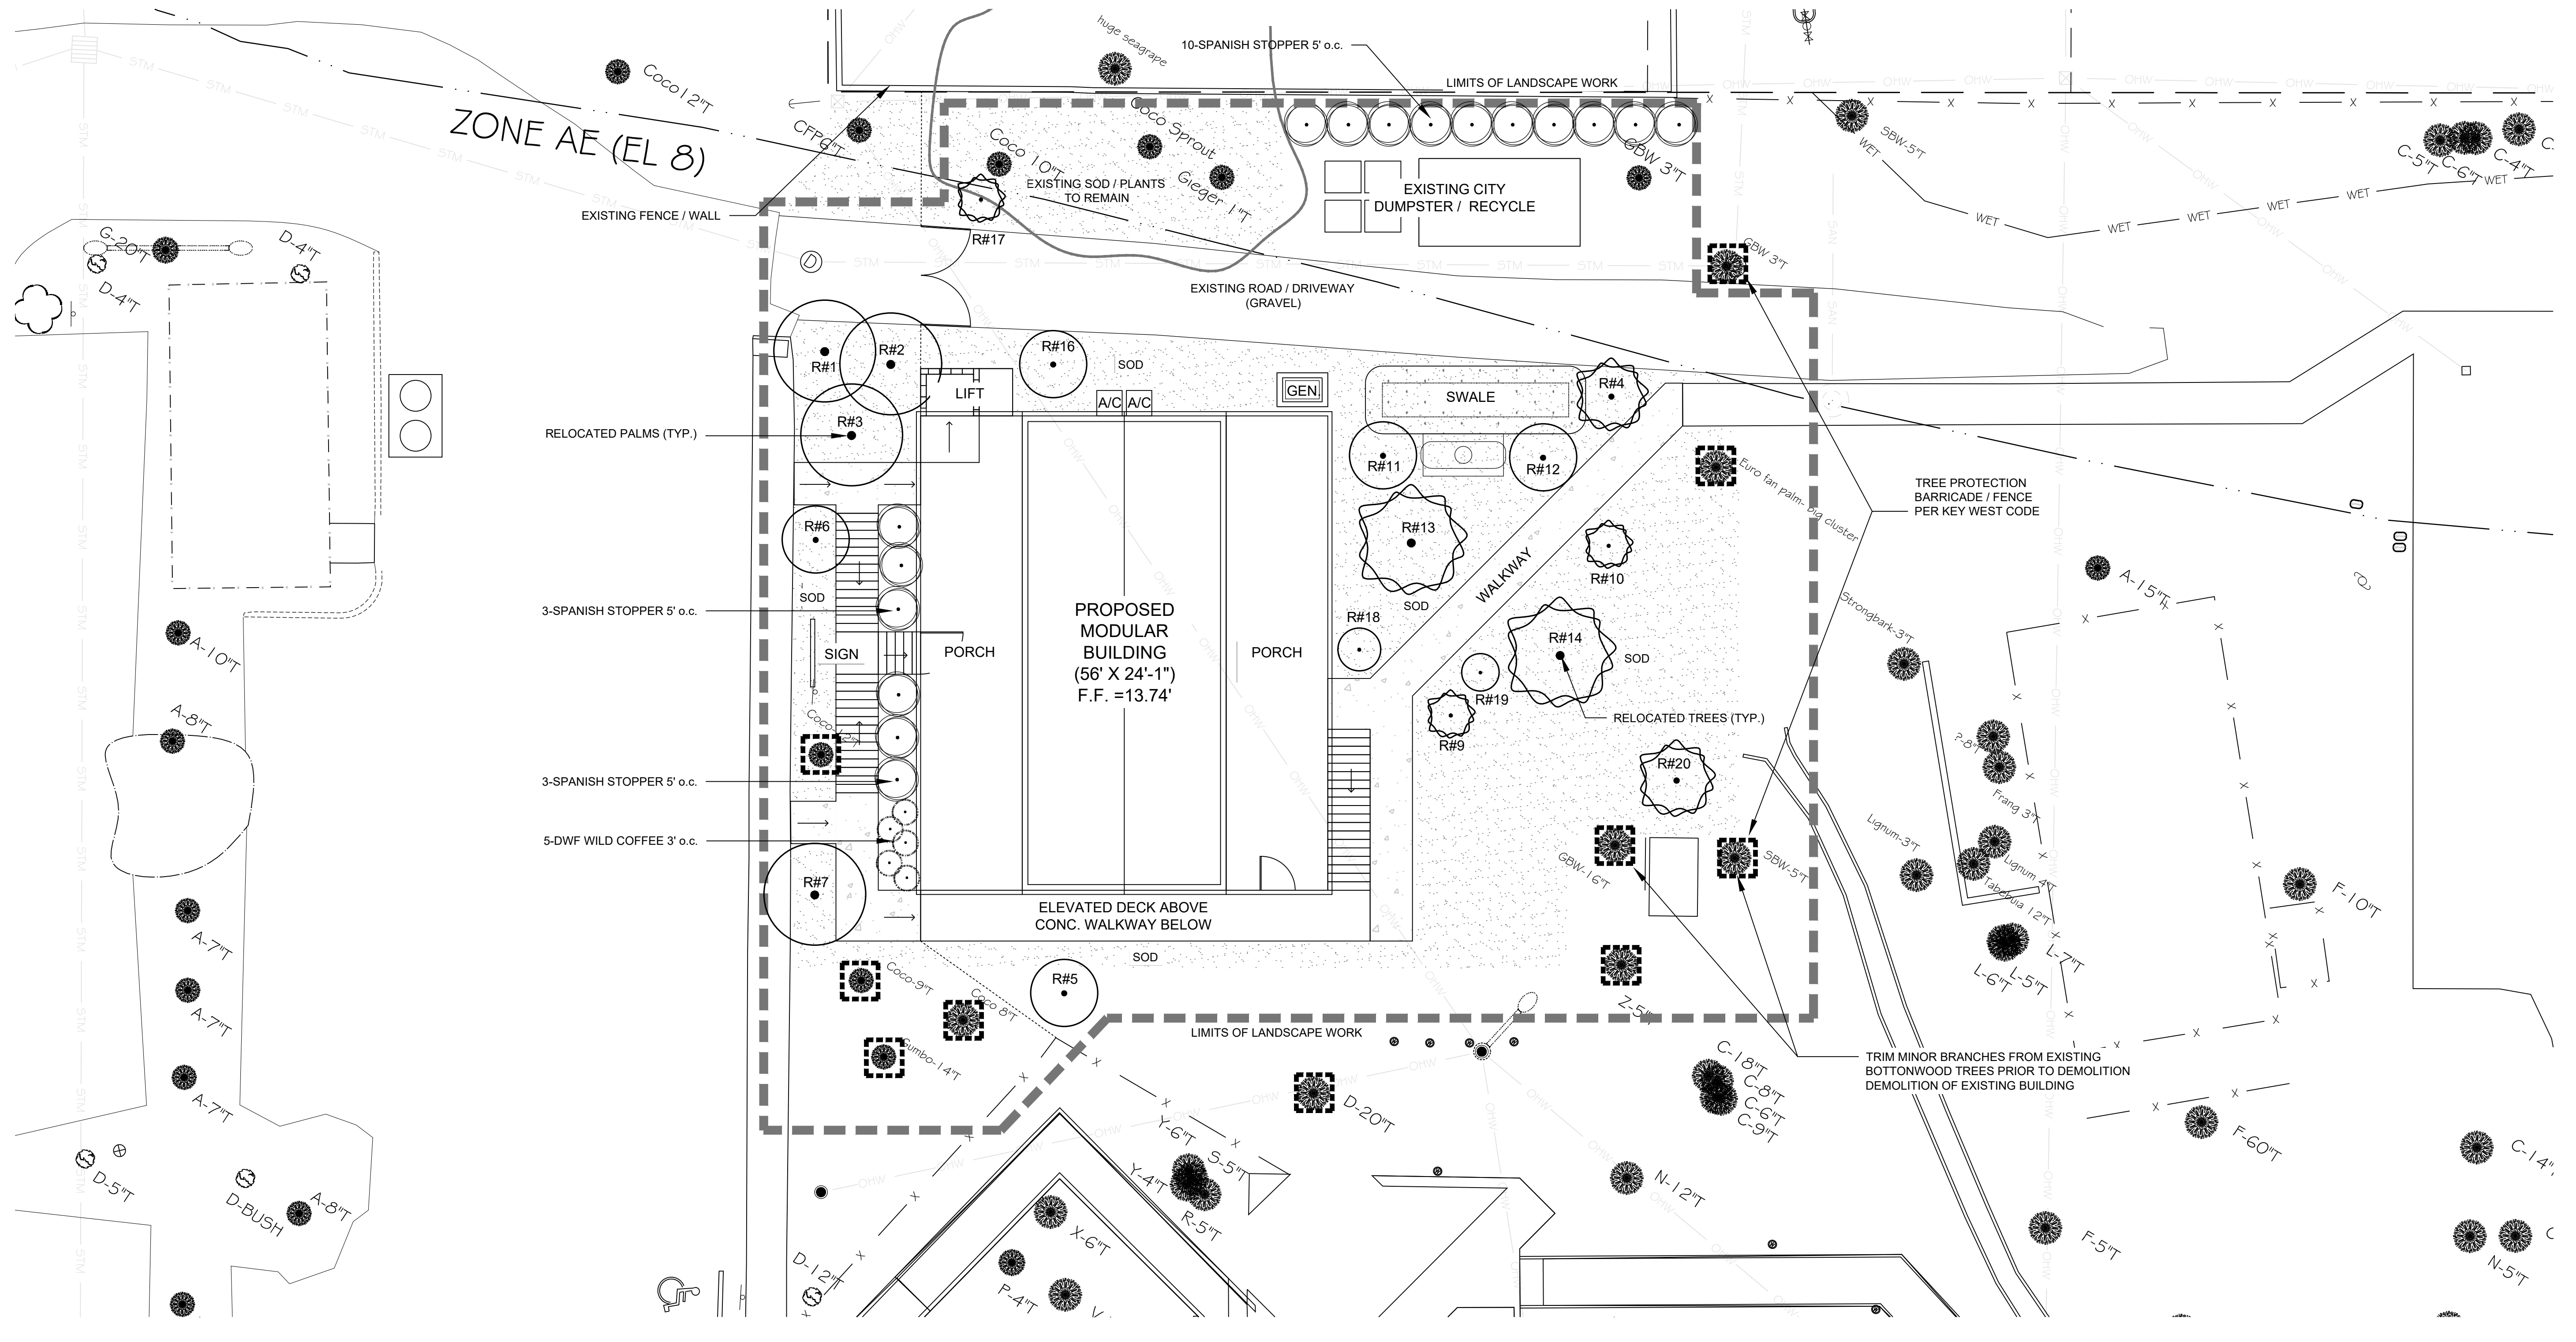 huge seagrape
10-SPANISH STOPPER 5' o.c.
LIMITS OF LANDSCAPE WORK
Coco 12"T
ZONE AE (EL 8)
CFP6"T
Coco 10"T
Coco Sprout
Gieger 1"T
GBW 3"T
SBW-5"T
C-5"T
C-6"T
C-4"T
EXISTING SOD / PLANTS
TO REMAIN
EXISTING CITY
DUMPSTER / RECYCLE
EXISTING FENCE / WALL
R#17
G-20"T
D-4"T
D-4"T
D
GBW 3"T
EXISTING ROAD / DRIVEWAY
(GRAVEL)
STM
OHW
WET
SAN
R#1
R#2
R#16
SOD
LIFT
A/C
A/C
GEN
SWALE
R#4
RELOCATED PALMS (TYP.)
R#3
R#11
R#12
Euro fan palm- big cluster
TREE PROTECTION
BARRICADE / FENCE
PER KEY WEST CODE
R#6
R#13
WALKWAY
R#10
A-15"T
SOD
SOD
3-SPANISH STOPPER 5' o.c.
PROPOSED
MODULAR
BUILDING
(56' X 24'-1")
F.F. =13.74'
R#18
R#14
SOD
Strongbark-3"T
A-10"T
SIGN
PORCH
PORCH
R#19
R#9
RELOCATED TREES (TYP.)
A-8"T
R#20
?-8"T
Frang 3"T
3-SPANISH STOPPER 5' o.c.
5-DWF WILD COFFEE 3' o.c.
GBW-16"T
SBW-5"T
Lignum-3"T
Lignum 4"T
Tabebuia 12"T
F-10"T
R#7
ELEVATED DECK ABOVE
CONC. WALKWAY BELOW
A-7"T
SOD
Coco-9"T
Coco 8"T
R#5
Z-5"T
L-7"T
L-5"T
L-6"T
A-7"T
LIMITS OF LANDSCAPE WORK
Gumbo-14"T
TRIM MINOR BRANCHES FROM EXISTING
BOTTONWOOD TREES PRIOR TO DEMOLITION
DEMOLITION OF EXISTING BUILDING
C-18"T
C-8"T
C-6"T
C-9"T
A-7"T
D-20"T
Y-6"T
S-5"T
Y-4"T
R-5"T
F-60"T
D-5"T
D-BUSH
A-8"T
N-12"T
X-6"T
F-5"T
N-5"T
D-12"T
P-4"T